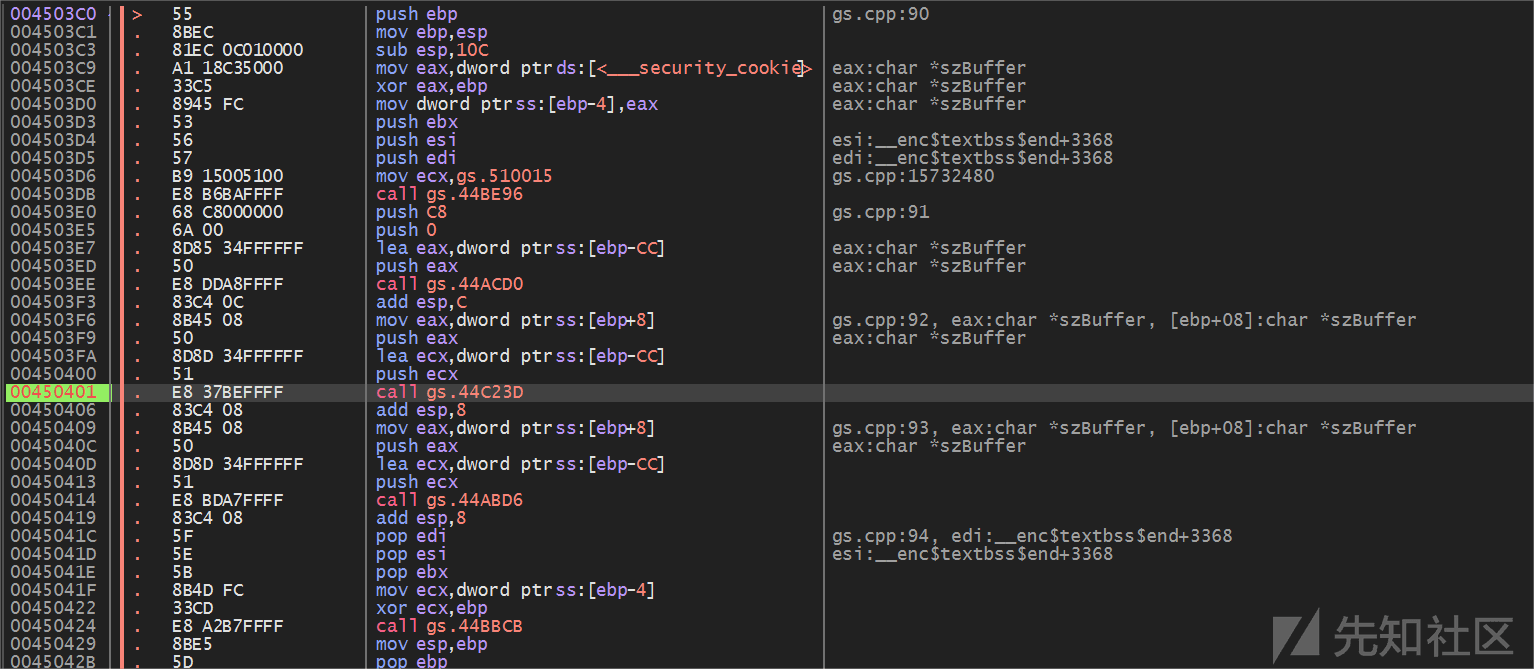 004503C0 > 55 push ebp gs.cpp:90
004503C1 . 8BEC mov ebp,esp
004503C3 . 81EC 0C010000 sub esp,10C
004503C9 . A1 18C35000 mov eax,dword ptr ds:[<___security_cookie>] eax:char *szBuffer
004503CE . 33C5 xor eax,ebp eax:char *szBuffer
004503D0 . 8945 FC mov dword ptr ss:[ebp-4],eax eax:char *szBuffer
004503D3 . 53 push ebx
004503D4 . 56 push esi esi:__enc$textbss$end+3368
004503D5 . 57 push edi edi:__enc$textbss$end+3368
004503D6 . B9 15005100 mov ecx,gs.510015 gs.cpp:15732480
004503DB . E8 B6BAFFFF call gs.44BE96
004503E0 . 68 C8000000 push C8 gs.cpp:91
004503E5 . 6A 00 push 0
004503E7 . 8D85 34FFFFFF lea eax,dword ptr ss:[ebp-CC] eax:char *szBuffer
004503ED . 50 push eax eax:char *szBuffer
004503EE . E8 DDA8FFFF call gs.44ACD0
004503F3 . 83C4 0C add esp,C
004503F6 . 8B45 08 mov eax,dword ptr ss:[ebp+8] gs.cpp:92, eax:char *szBuffer, [ebp+08]:char *szBuffer
004503F9 . 50 push eax eax:char *szBuffer
004503FA . 8D8D 34FFFFFF lea ecx,dword ptr ss:[ebp-CC]
00450400 . 51 push ecx
00450401 . E8 37BEFFFF call gs.44C23D
00450406 . 83C4 08 add esp,8
00450409 . 8B45 08 mov eax,dword ptr ss:[ebp+8] gs.cpp:93, eax:char *szBuffer, [ebp+08]:char *szBuffer
0045040C . 50 push eax eax:char *szBuffer
0045040D . 8D8D 34FFFFFF lea ecx,dword ptr ss:[ebp-CC]
00450413 . 51 push ecx
00450414 . E8 BDA7FFFF call gs.44ABD6
00450419 . 83C4 08 add esp,8
0045041C . 5F pop edi gs.cpp:94, edi:__enc$textbss$end+3368
0045041D . 5E pop esi esi:__enc$textbss$end+3368
0045041E . 5B pop ebx
0045041F . 8B4D FC mov ecx,dword ptr ss:[ebp-4]
00450422 . 33CD xor ecx,ebp
00450424 . E8 A2B7FFFF call gs.44BBCB
00450429 . 8BE5 mov esp,ebp
0045042B . 5D pop ebp
先知社区